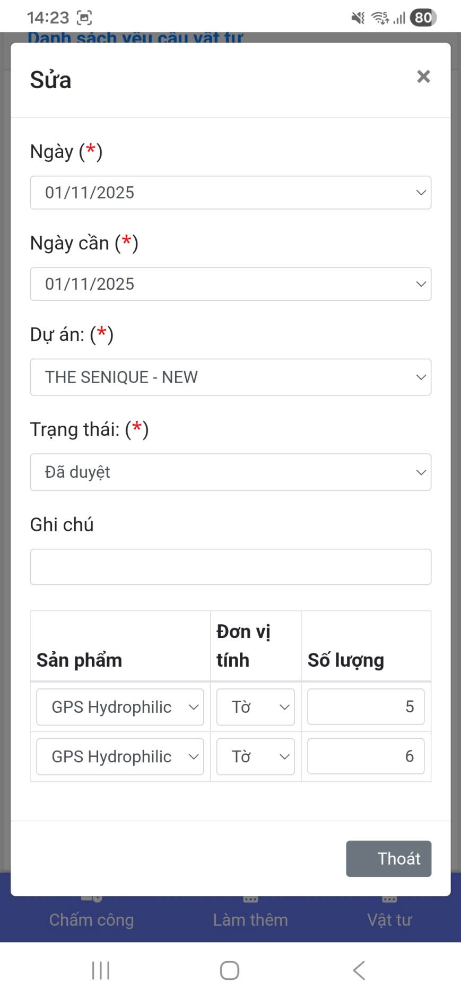 14:23
80
Danh sách yêu cầu vật tư
Sửa
×
Ngày (*)
01/11/2025
Ngày cần (*)
01/11/2025
Dự án: (*)
THE SENIQUE - NEW
Trạng thái: (*)
Đã duyệt
Ghi chú
Sản phẩm
Đơn vị tính
Số lượng
GPS Hydrophilic
Tờ
5
GPS Hydrophilic
Tờ
6
Thoát
Chấm công
Làm thêm
Vật tư